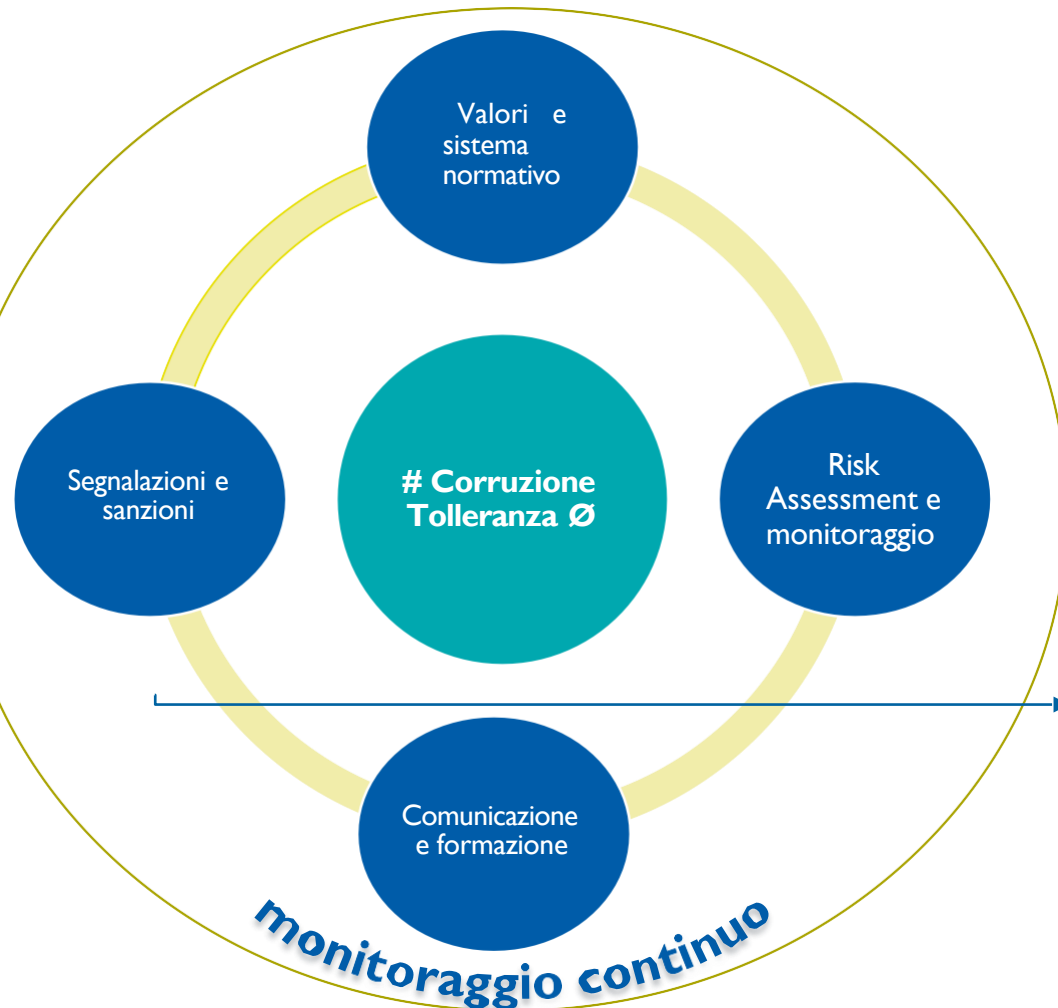 Valori e
sistema
normativo
Segnalazioni e
sanzioni
# Corruzione
Tolleranza Ø
Risk
Assessment e
monitoraggio
Comunicazione
e formazione
monitoraggio continuo